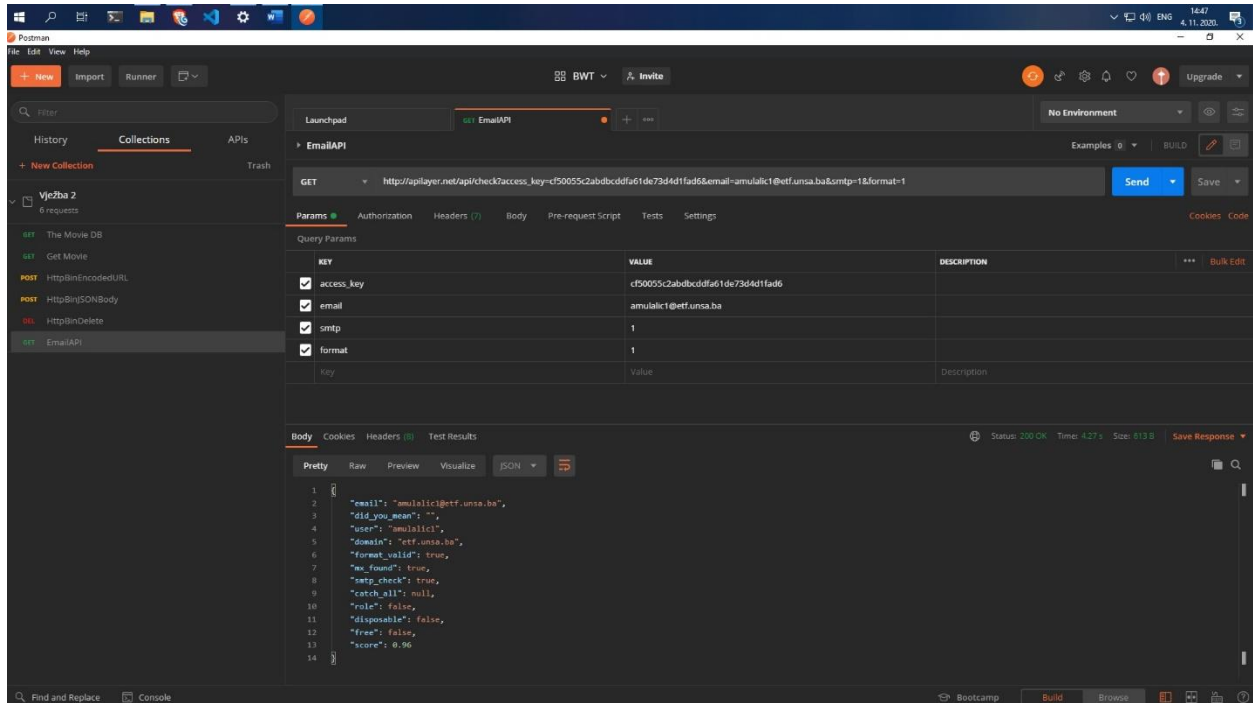 14:47
ENG
4. 11. 2020.
Postman
File Edit View Help
+ New Import Runner
BWT
Invite
Upgrade
Filter
Launchpad
GET EmailAPI
No Environment
History Collections APIs
EmailAPI
Examples 0
BUILD
+ New Collection
Trash
GET http://apilayer.net/api/check?access_key=cf50055c2abdbcddfa61de73d4d1fad6&email=amulalic1@etf.unsa.ba&smtp=1&format=1
Send
Save
Vježba 2
6 requests
Params Authorization Headers (7) Body Pre-request Script Tests Settings
Cookies Code
GET The Movie DB
Query Params
GET Get Movie
KEY VALUE DESCRIPTION
Bulk Edit
POST HttpBinEncodedURL
access_key cf50055c2abdbcddfa61de73d4d1fad6
POST HttpBinJSONBody
email amulalic1@etf.unsa.ba
DEL HttpBinDelete
smtp 1
GET EmailAPI
format 1
Key Value Description
Body Cookies Headers (8) Test Results
Status: 200 OK Time: 4.27 s Size: 613 B Save Response
Pretty Raw Preview Visualize JSON
1 {
2 "email": "amulalic1@etf.unsa.ba",
3 "did_you_mean": "",
4 "user": "amulalic1",
5 "domain": "etf.unsa.ba",
6 "format_valid": true,
7 "mx_found": true,
8 "smtp_check": true,
9 "catch_all": null,
10 "role": false,
11 "disposable": false,
12 "free": false,
13 "score": 0.96
14 }
Find and Replace Console
Bootcamp Build Browse